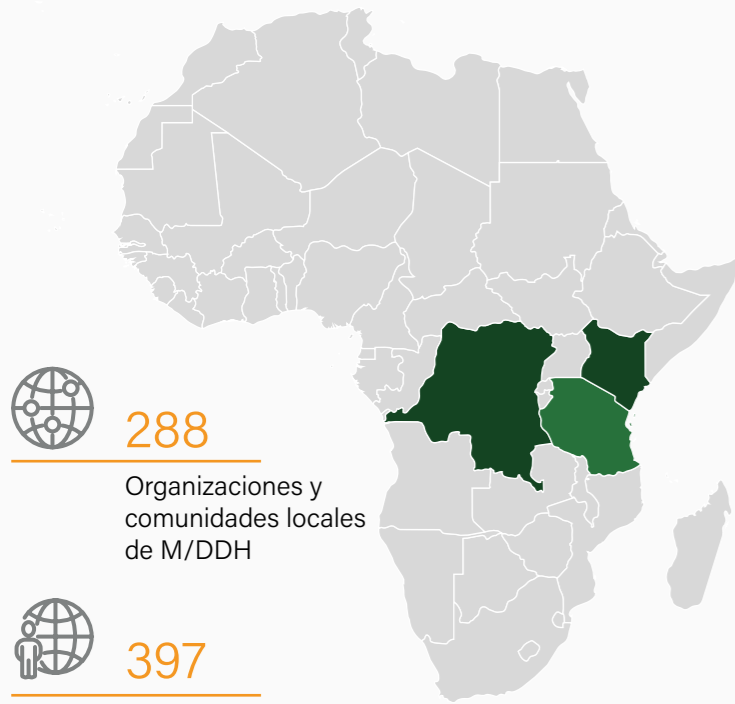 288
Organizaciones y
comunidades locales
de M/DDH
397